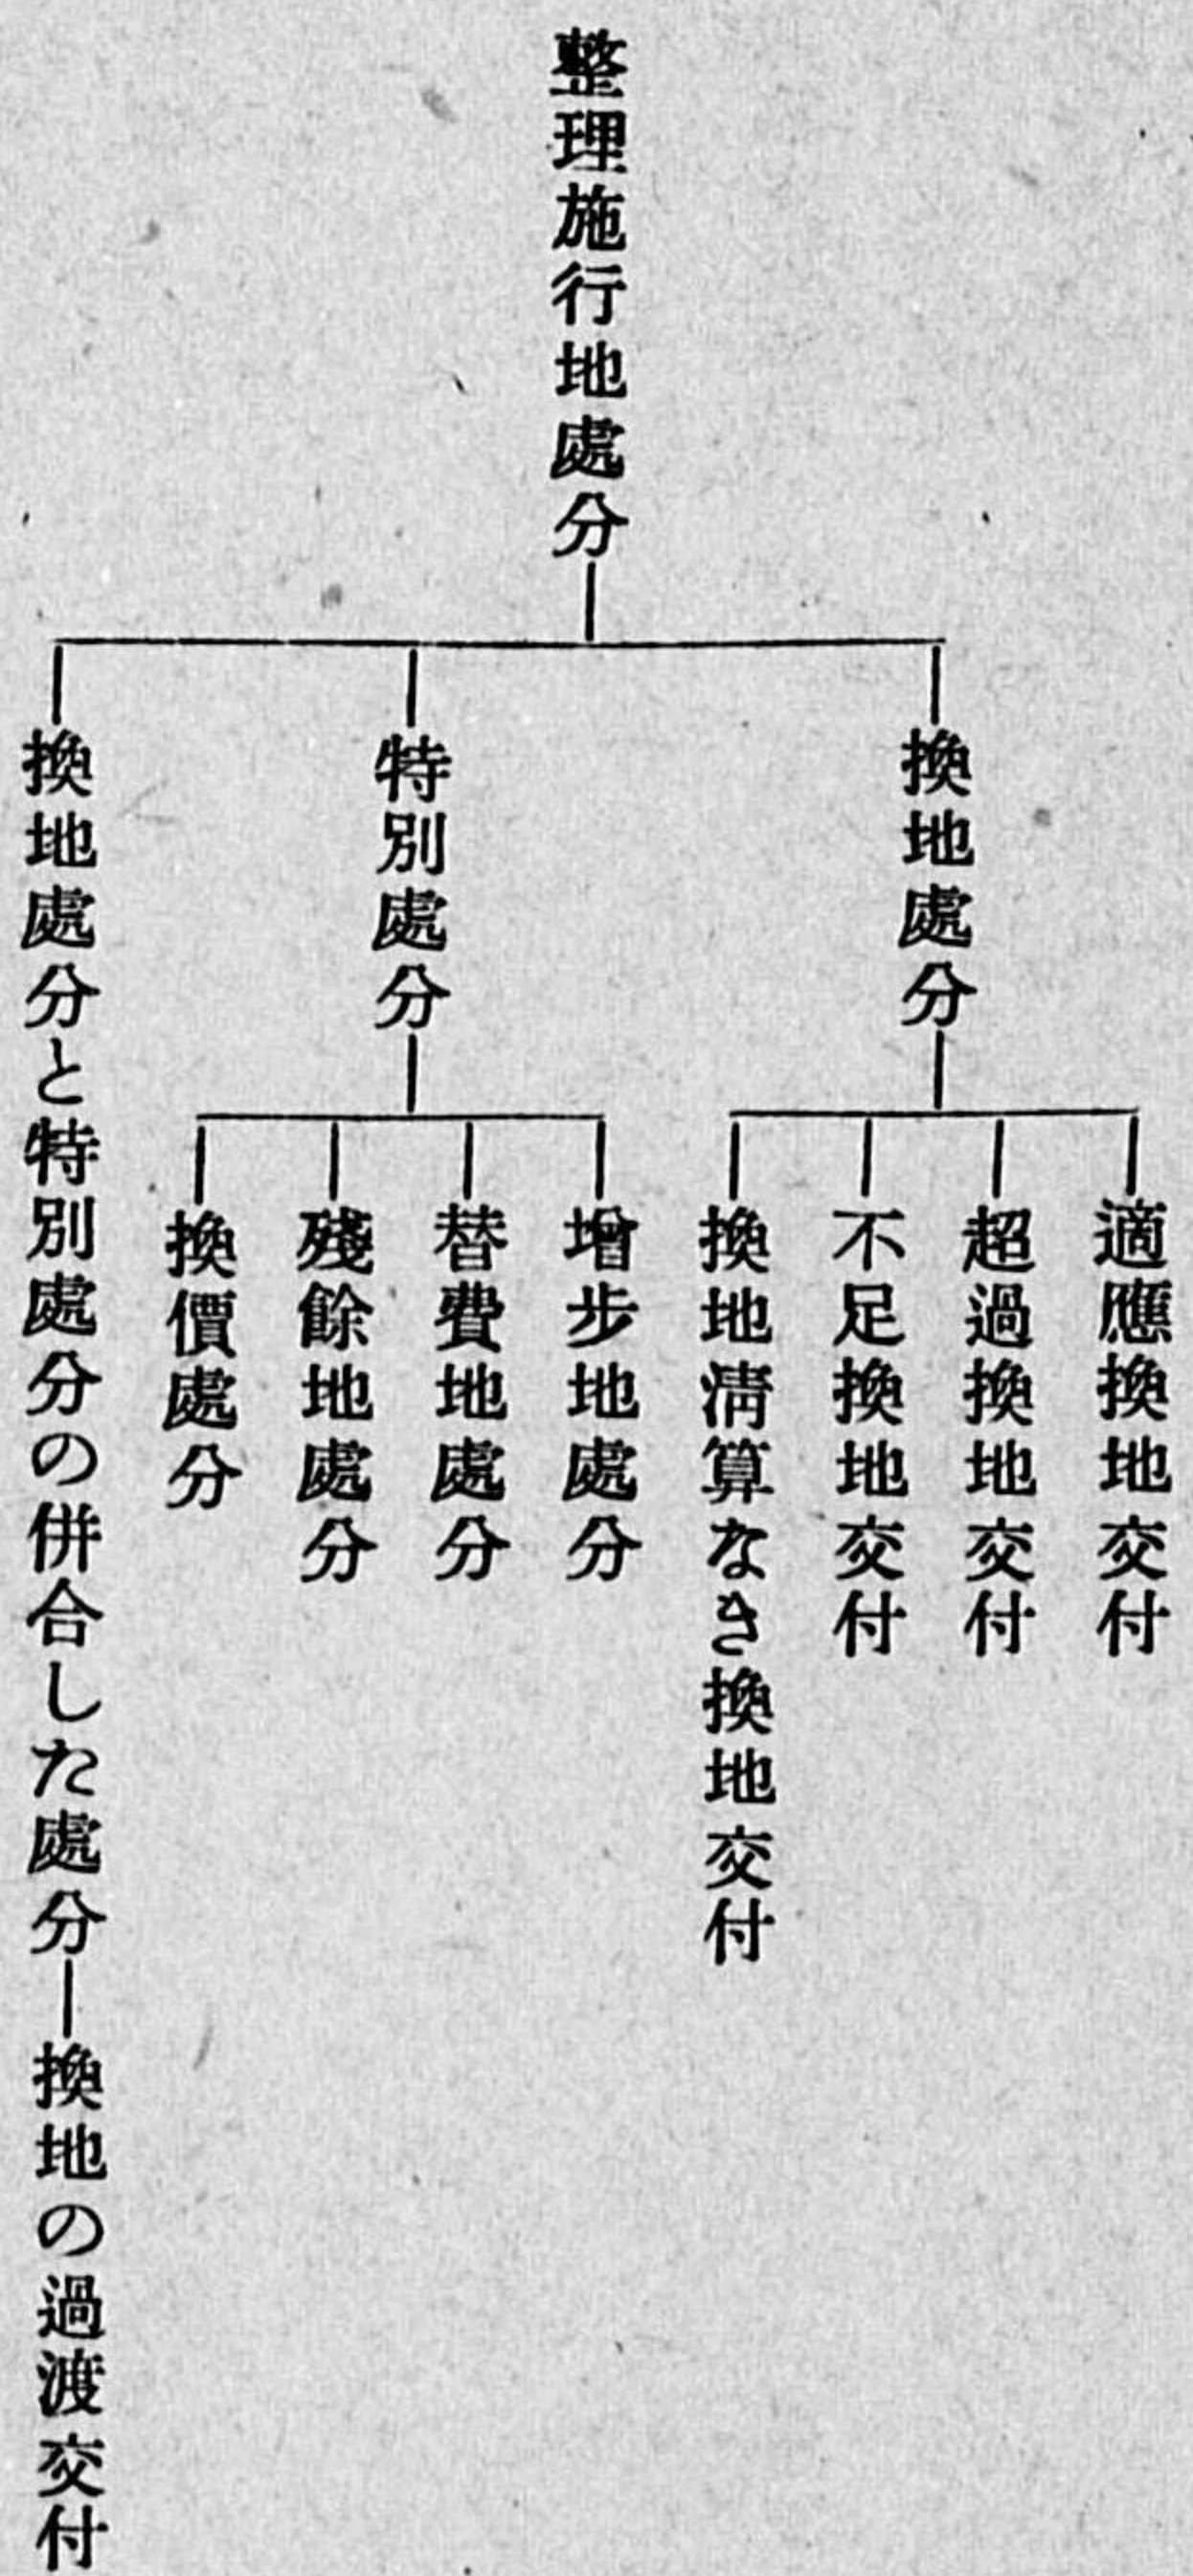 整理施行地處分
換地處分
適應換地交付
超過換地交付
不足換地交付
換地淸算なき換地交付
特別處分
增步地處分
替費地處分
殘餘地處分
換價處分
換地處分と特別處分の併合した處分
換地の過渡交付